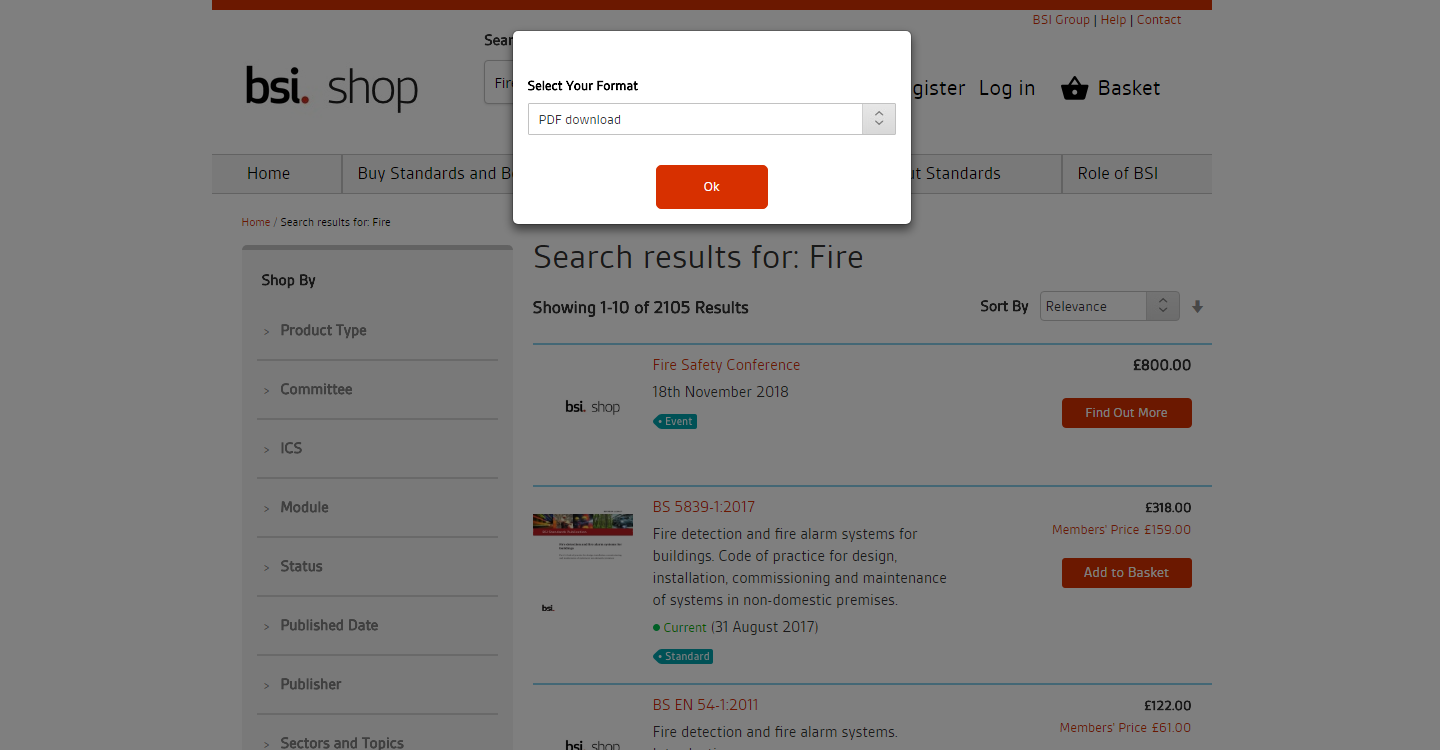 BSI Group | Help | Contact
Sear
bsi. shop
Fir
gister Log in Basket
Select Your Format
PDF download
Ok
Home
Buy Standards and B
ut Standards
Role of BSI
Home / Search results for: Fire
Shop By
> Product Type
> Committee
> ICS
> Module
> Status
> Published Date
> Publisher
> Sectors and Topics
Search results for: Fire
Showing 1-10 of 2105 Results
Sort By Relevance
bsi. shop
Fire Safety Conference
18th November 2018
Event
£800.00
Find Out More
bsi.
BS 5839-1:2017
Fire detection and fire alarm systems for
buildings. Code of practice for design,
installation, commissioning and maintenance
of systems in non-domestic premises.
Current (31 August 2017)
Standard
£318.00
Members' Price £159.00
Add to Basket
bsi. shop
BS EN 54-1:2011
Fire detection and fire alarm systems.
£122.00
Members' Price £61.00